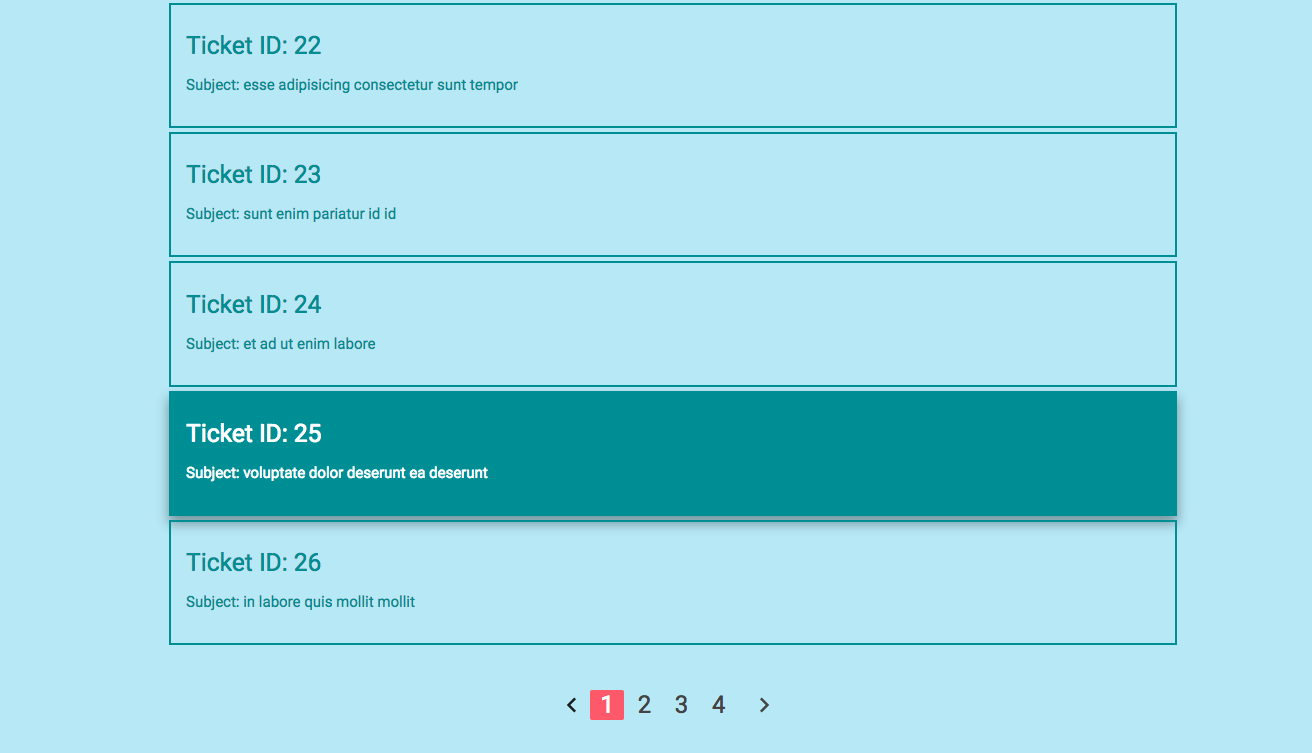 Ticket ID: 22
Subject: esse adipisicing consectetur sunt tempor
Ticket ID: 23
Subject: sunt enim pariatur id id
Ticket ID: 24
Subject: et ad ut enim labore
Ticket ID: 25
Subject: voluptate dolor deserunt ea deserunt
Ticket ID: 26
Subject: in labore quis mollit mollit
1 2 3 4